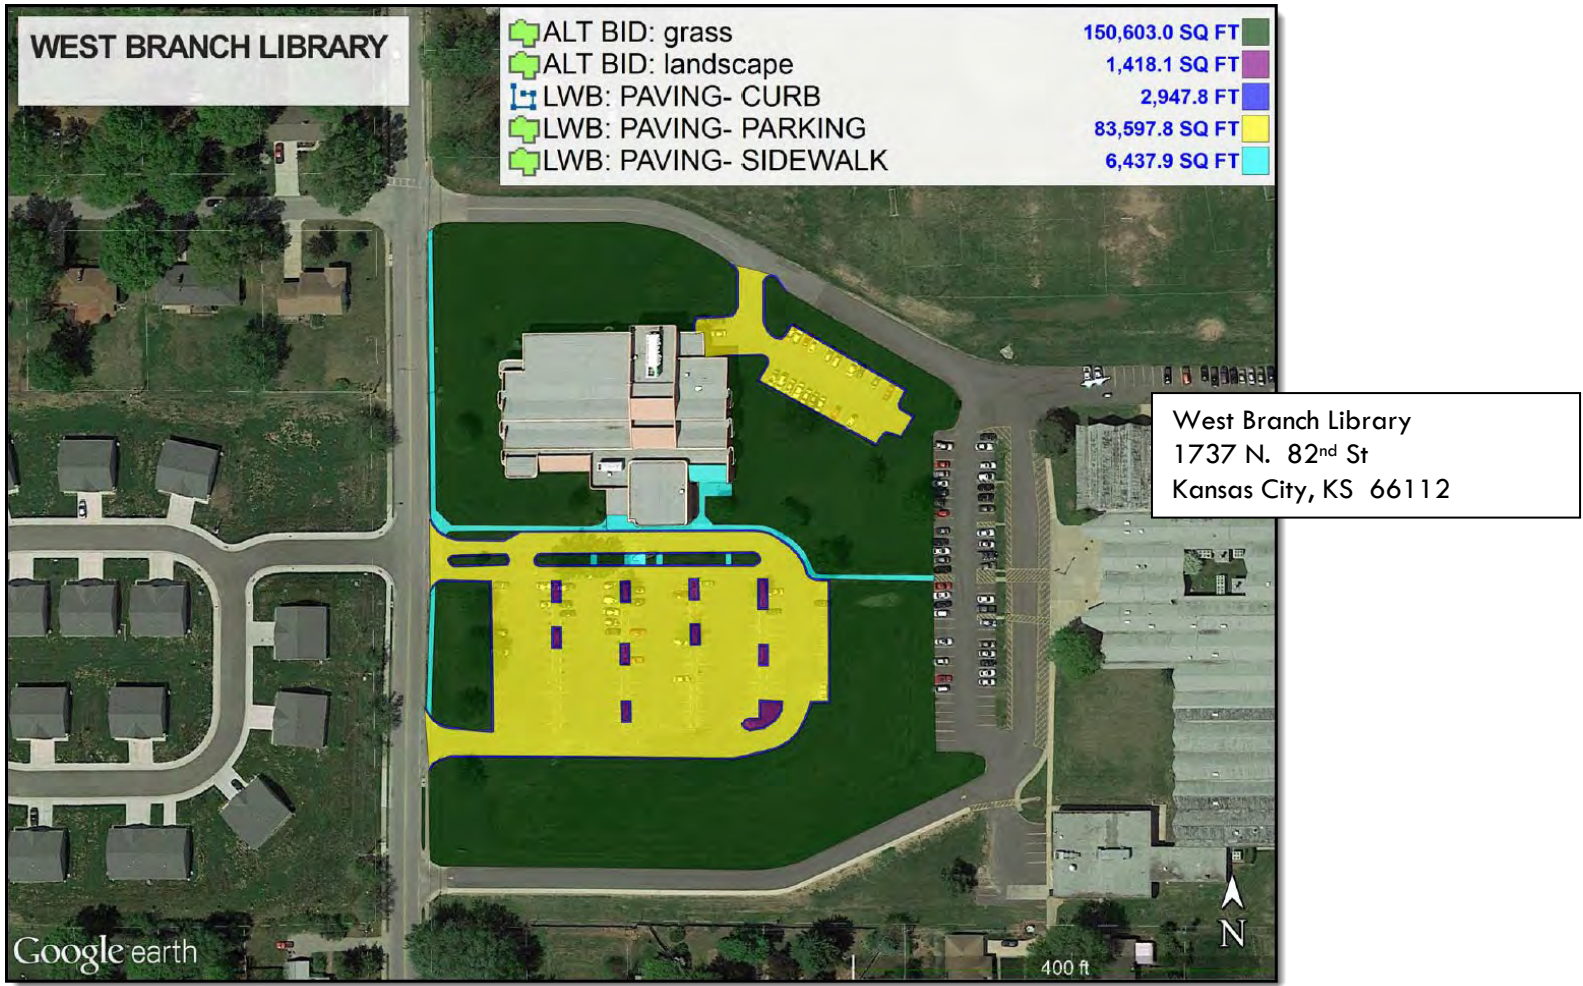 WEST BRANCH LIBRARY
ALT BID: grass 150,603.0 SQ FT
ALT BID: landscape 1,418.1 SQ FT
LWB: PAVING- CURB 2,947.8 FT
LWB: PAVING- PARKING 83,597.8 SQ FT
LWB: PAVING- SIDEWALK 6,437.9 SQ FT
West Branch Library
1737 N. 82nd St
Kansas City, KS 66112
N
Google earth
400 ft